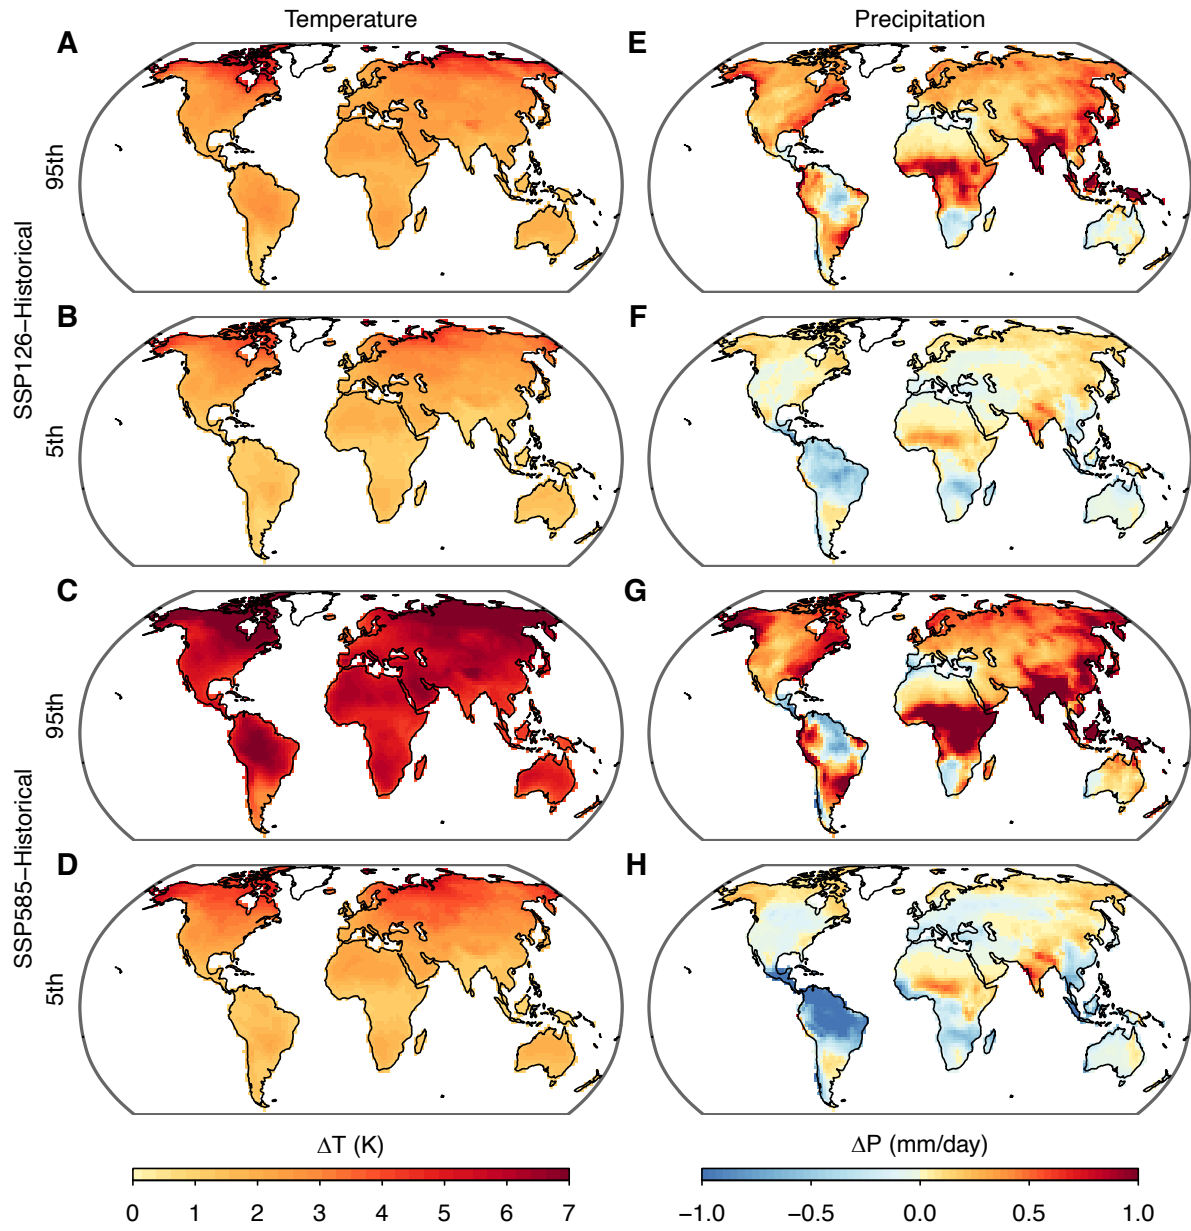 Temperature
Precipitation
A
E
95th
B
F
SSP126–Historical
5th
C
G
95th
D
H
SSP585–Historical
5th
ΔT (K)
0 1 2 3 4 5 6 7
ΔP (mm/day)
−1.0 −0.5 0.0 0.5 1.0